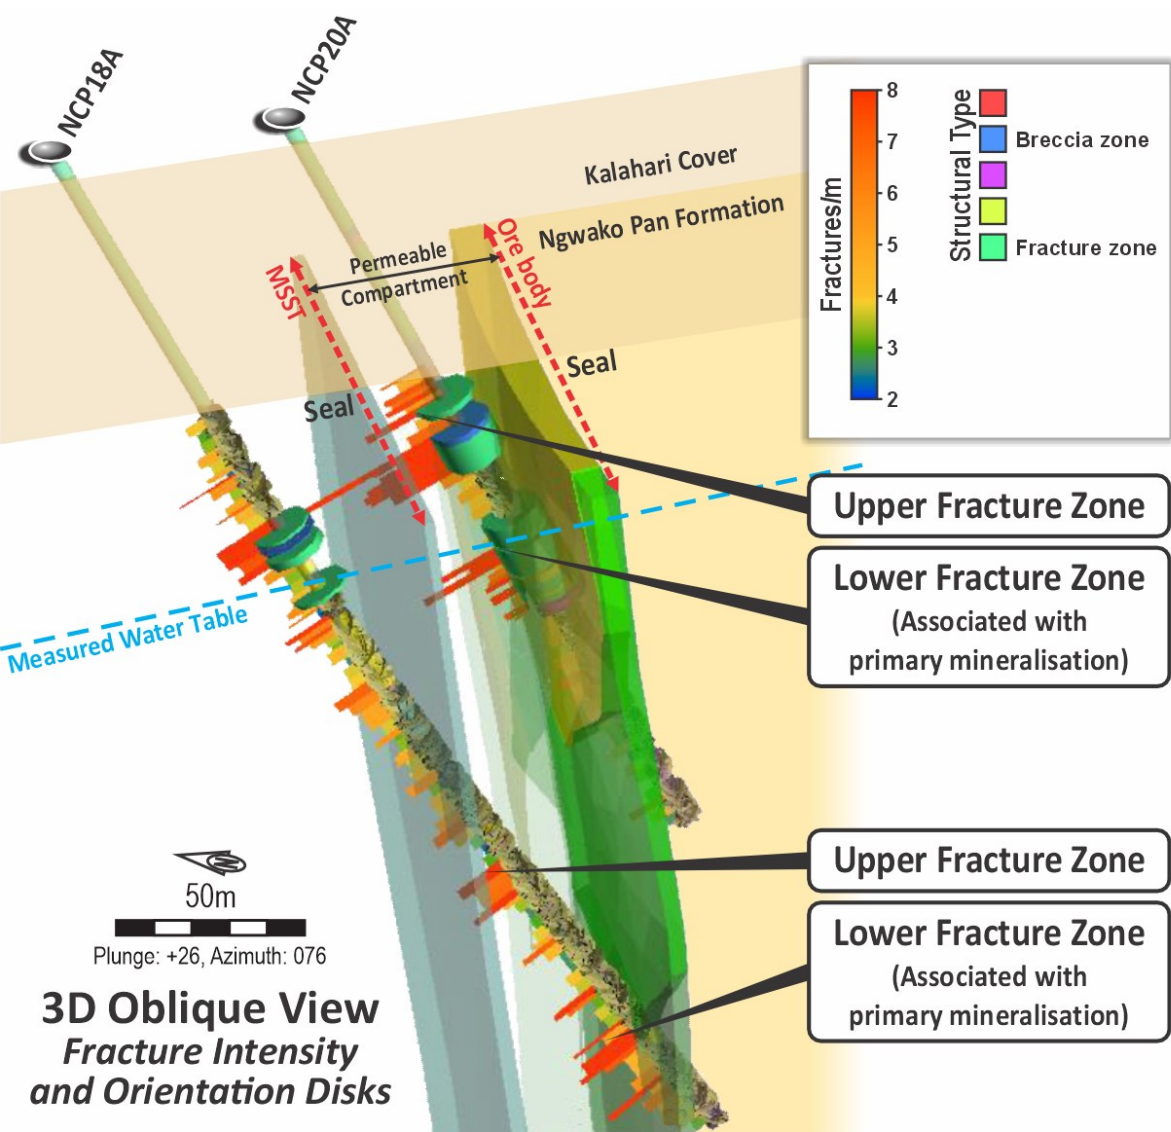 NCP18A
NCP20A
Kalahari Cover
Ngwako Pan Formation
Permeable
Compartment
MSST
Ore body
Seal
Seal
Measured Water Table
Fractures/m
8
7
6
5
4
3
2
Structural Type
Breccia zone
Fracture zone
Upper Fracture Zone
Lower Fracture Zone
(Associated with
primary mineralisation)
Upper Fracture Zone
Lower Fracture Zone
(Associated with
primary mineralisation)
50m
Plunge: +26, Azimuth: 076
3D Oblique View
Fracture Intensity
and Orientation Disks